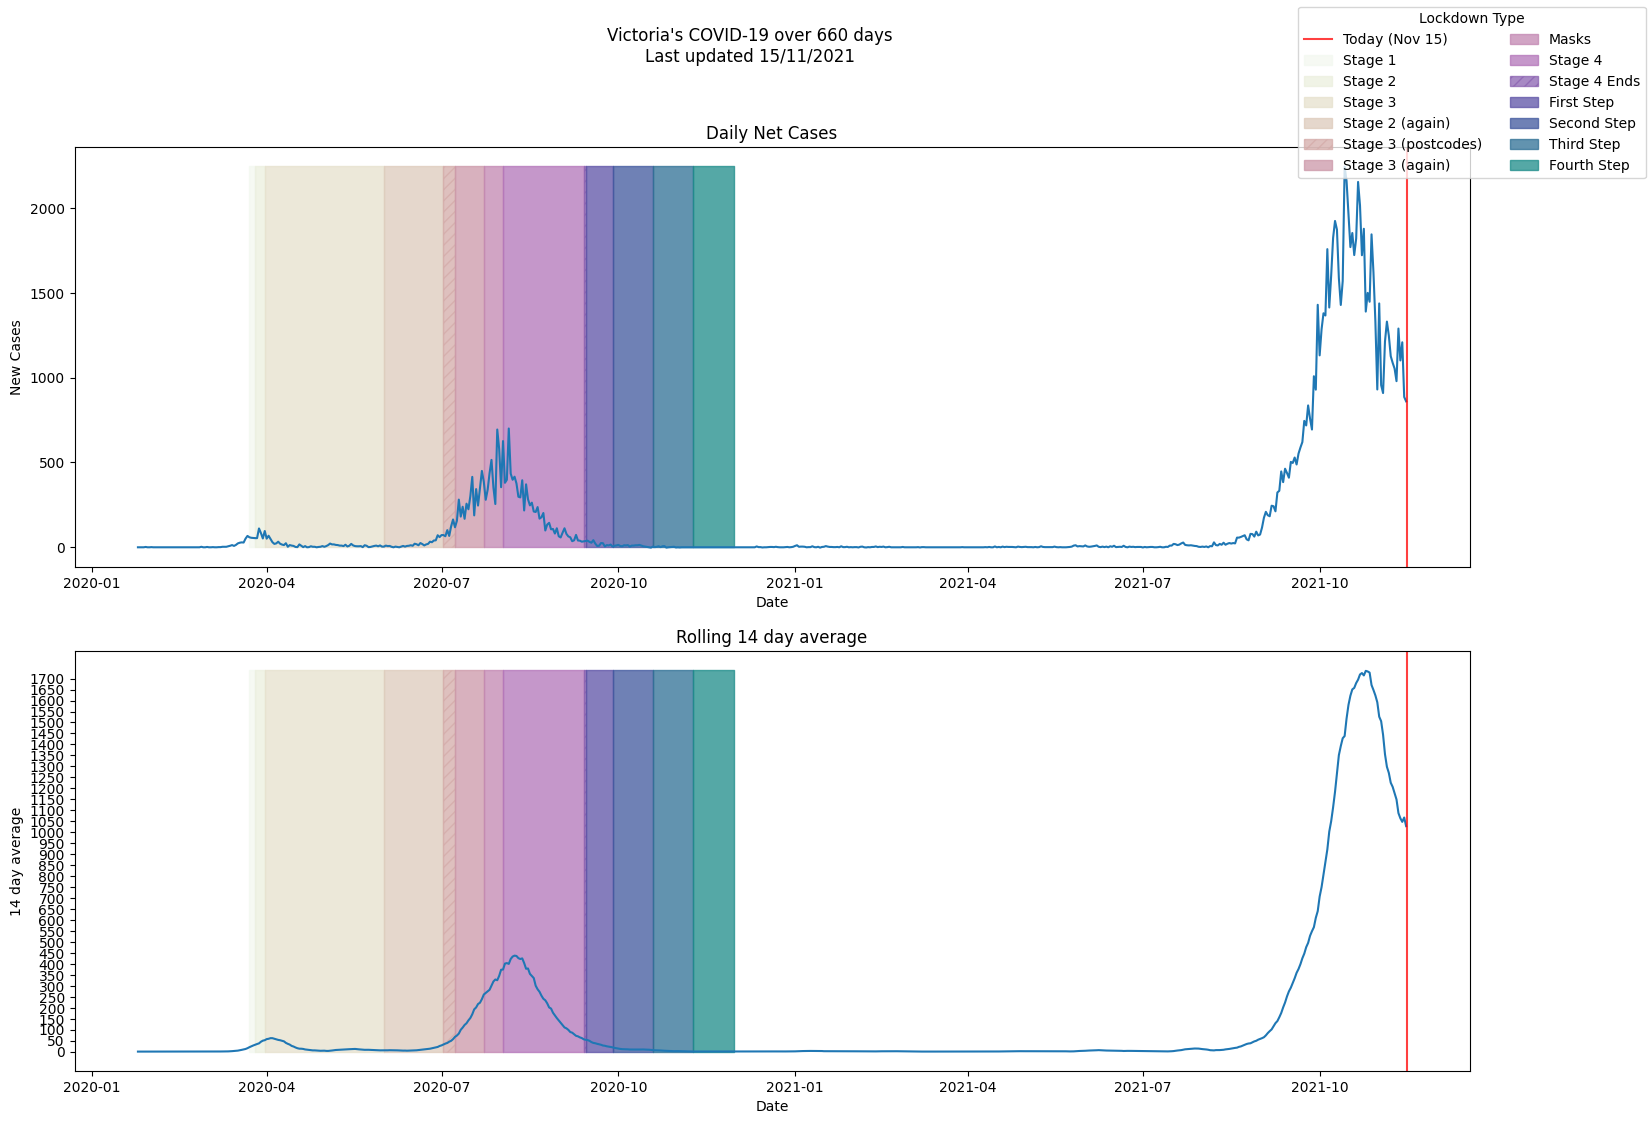 Victoria's COVID-19 over 660 days
Last updated 15/11/2021
Lockdown Type
Today (Nov 15)
Stage 1
Stage 2
Stage 3
Stage 2 (again)
Stage 3 (postcodes)
Stage 3 (again)
Masks
Stage 4
Stage 4 Ends
First Step
Second Step
Third Step
Fourth Step
Daily Net Cases
New Cases
2000
1500
1000
500
0
2020-01 2020-04 2020-07 2020-10 2021-01 2021-04 2021-07 2021-10
Date
Rolling 14 day average
14 day average
1700
1650
1600
1550
1500
1450
1400
1350
1300
1250
1200
1150
1100
1050
1000
950
900
850
800
750
700
650
600
550
500
450
400
350
300
250
200
150
100
50
0
2020-01 2020-04 2020-07 2020-10 2021-01 2021-04 2021-07 2021-10
Date